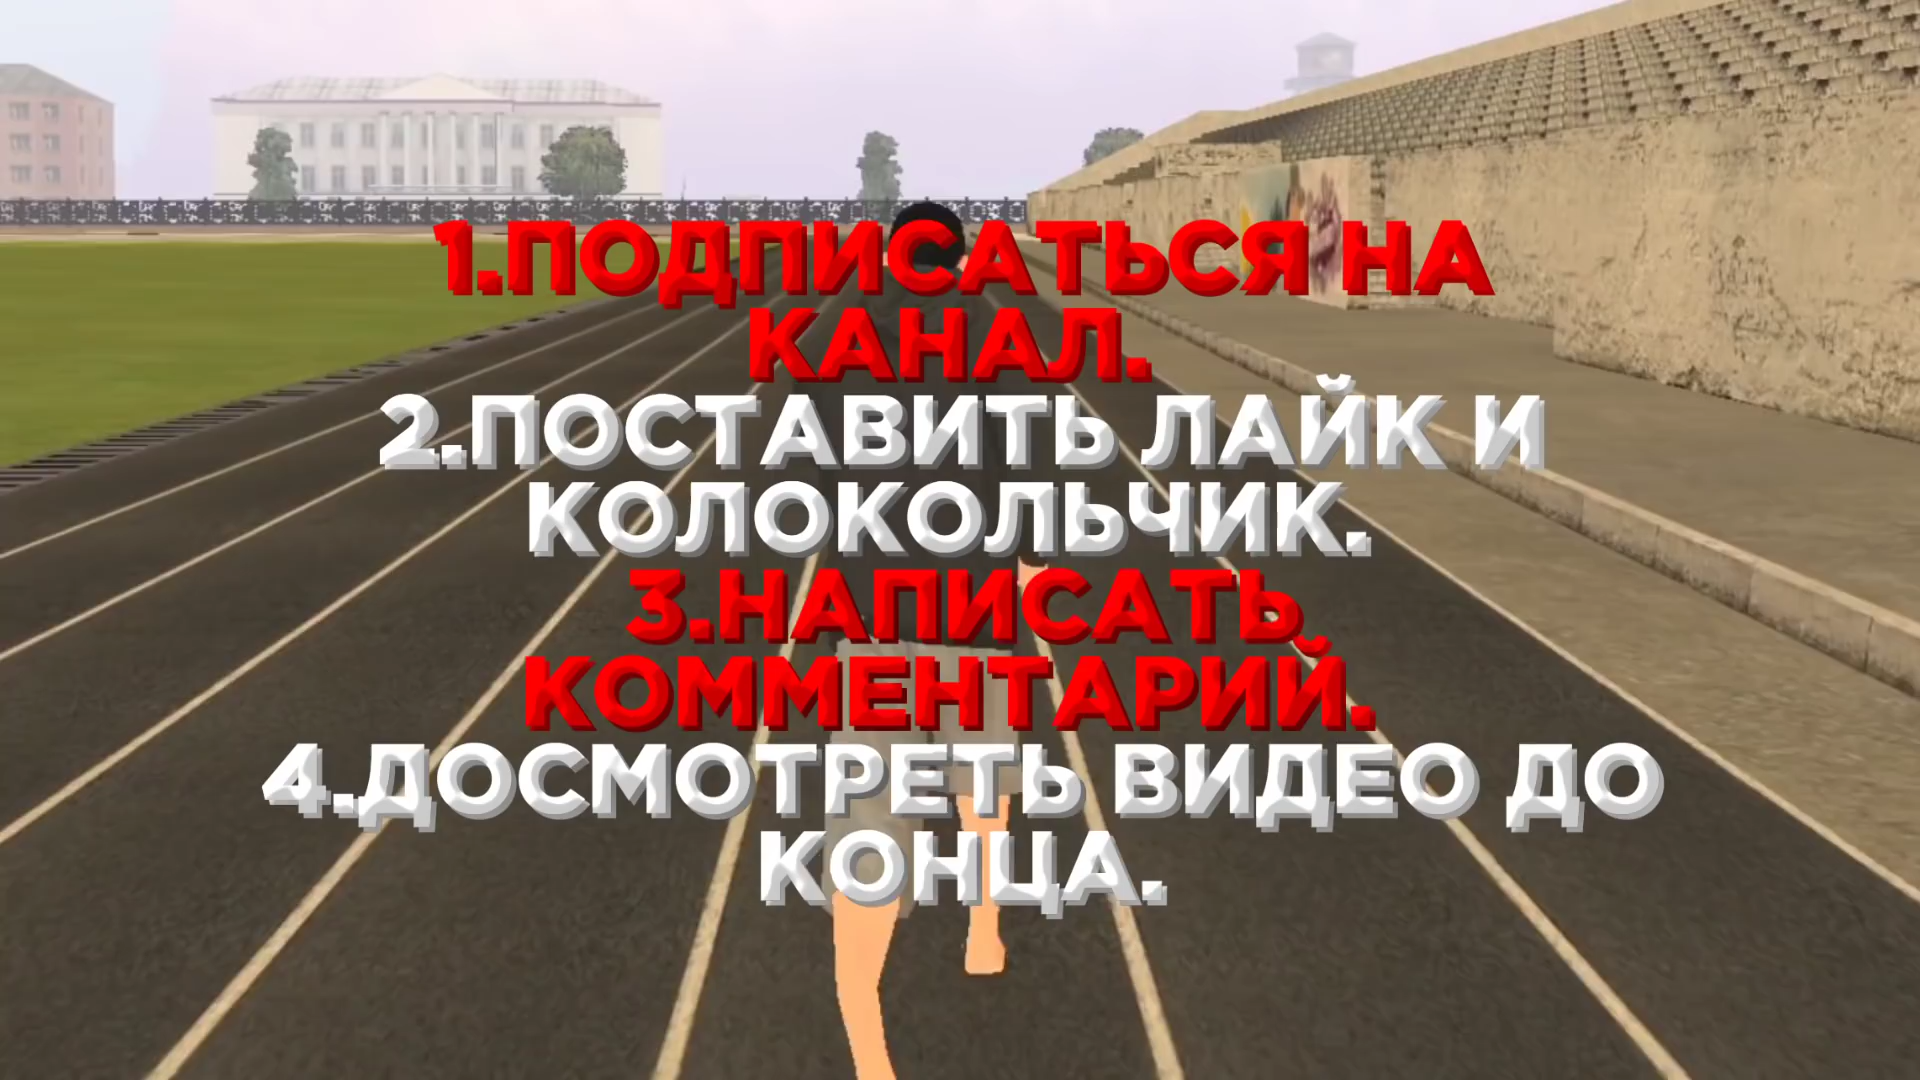 1.ПОДПИСАТЬСЯ НА
КАНАЛ.
2.ПОСТАВИТЬ ЛАЙК И
КОЛОКОЛЬЧИК.
3.НАПИСАТЬ
КОММЕНТАРИЙ.
4.ДОСМОТРЕТЬ ВИДЕО ДО
КОНЦА.